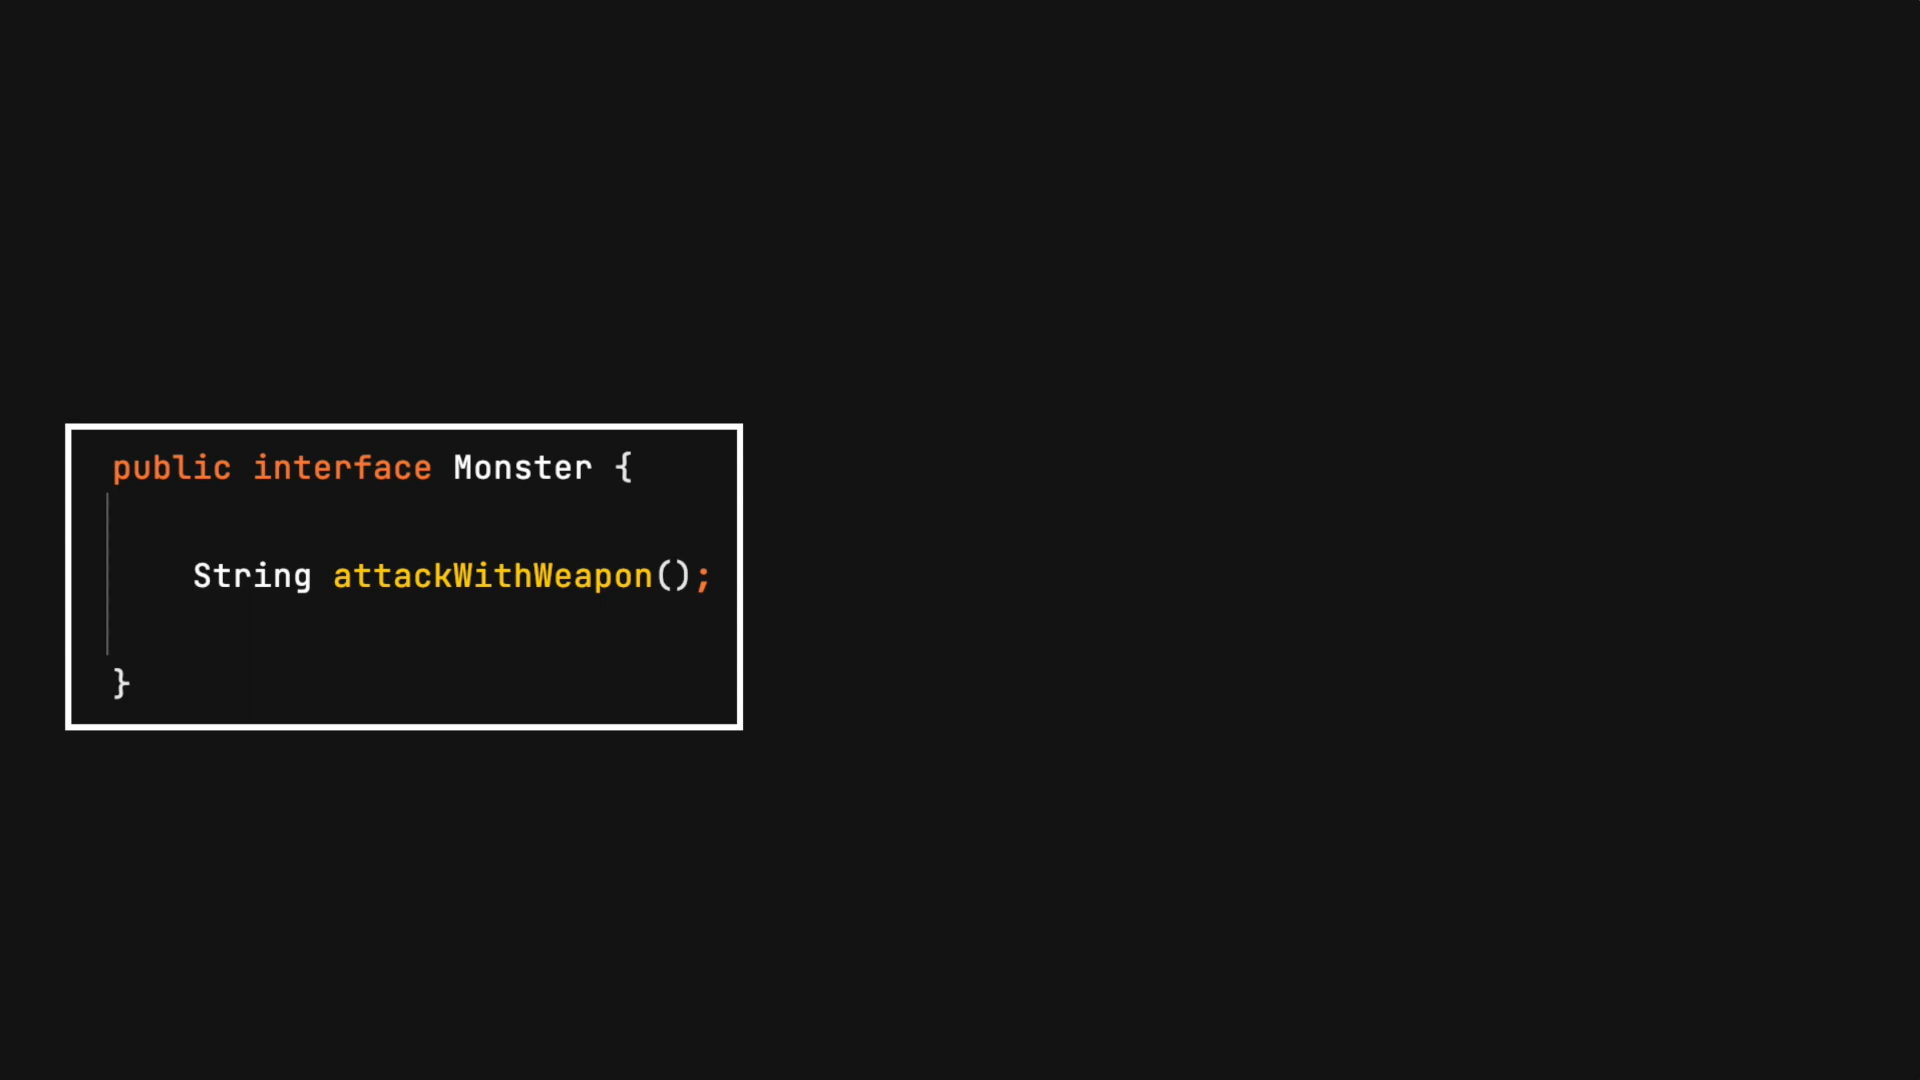 public interface Monster {
String attackWithWeapon();
}